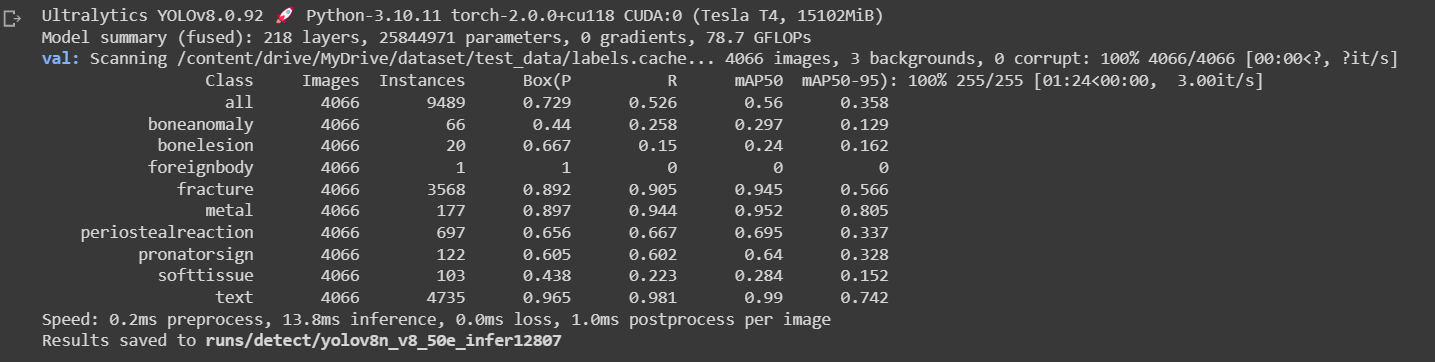 Ultralytics YOLOv8.0.92 🚀 Python-3.10.11 torch-2.0.0+cu118 CUDA:0 (Tesla T4, 15102MiB)
Model summary (fused): 218 layers, 25844971 parameters, 0 gradients, 78.7 GFLOPs
val: Scanning /content/drive/MyDrive/dataset/test_data/labels.cache... 4066 images, 3 backgrounds, 0 corrupt: 100% 4066/4066 [00:00<?, ?it/s]
Class Images Instances Box(P R mAP50 mAP50-95): 100% 255/255 [01:24<00:00, 3.00it/s]
all 4066 9489 0.729 0.526 0.56 0.358
boneanomaly 4066 66 0.44 0.258 0.297 0.129
bonelesion 4066 20 0.667 0.15 0.24 0.162
foreignbody 4066 1 1 0 0 0
fracture 4066 3568 0.892 0.905 0.945 0.566
metal 4066 177 0.897 0.944 0.952 0.805
periostealreaction 4066 697 0.656 0.667 0.695 0.337
pronatorsign 4066 122 0.605 0.602 0.64 0.328
softtissue 4066 103 0.438 0.223 0.284 0.152
text 4066 4735 0.965 0.981 0.99 0.742
Speed: 0.2ms preprocess, 13.8ms inference, 0.0ms loss, 1.0ms postprocess per image
Results saved to runs/detect/yolov8n_v8_50e_infer12807